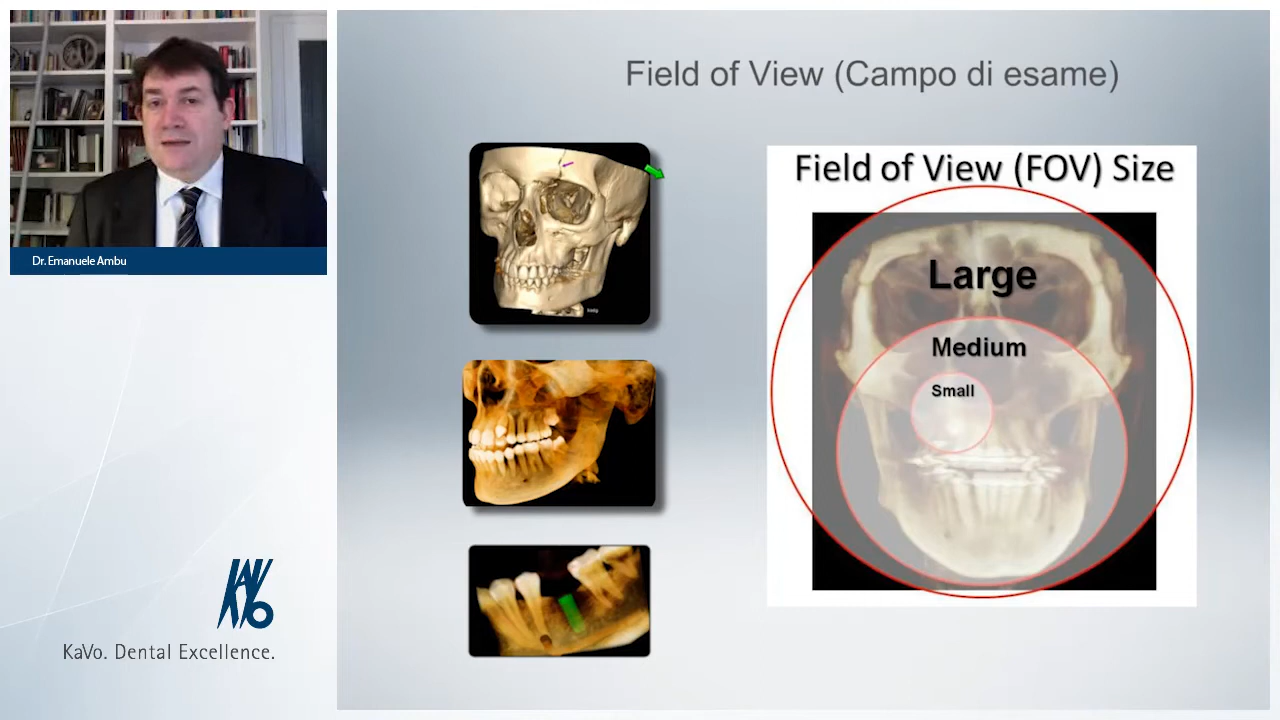 Dr. Emanuele Ambu
KaVo
KaVo. Dental Excellence.
Field of View (Campo di esame)
Field of View (FOV) Size
Large
Medium
Small